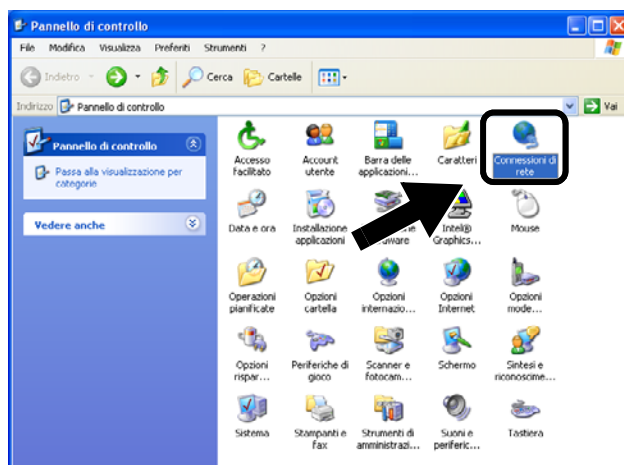 Pannello di controllo
File Modifica Visualizza Preferiti Strumenti ?
Indietro Cerca Cartelle
Indirizzo Pannello di controllo Vai
Pannello di controllo
Passa alla visualizzazione per
categorie
Vedere anche
Accesso
facilitato
Account
utente
Barra delle
applicazioni...
Caratteri
Connessioni di
rete
Data e ora
Installazione
applicazioni
Intel®
Graphics...
Mouse
Operazioni
pianificate
Opzioni
cartella
Opzioni
internazio...
Opzioni
Internet
Opzioni
mode...
Opzioni
rispar...
Periferiche di
gioco
Scanner e
fotocam...
Schermo
Sintesi e
riconoscime...
Sistema
Stampanti e
fax
Strumenti di
amministrazi...
Suoni e
periferic...
Tastiera